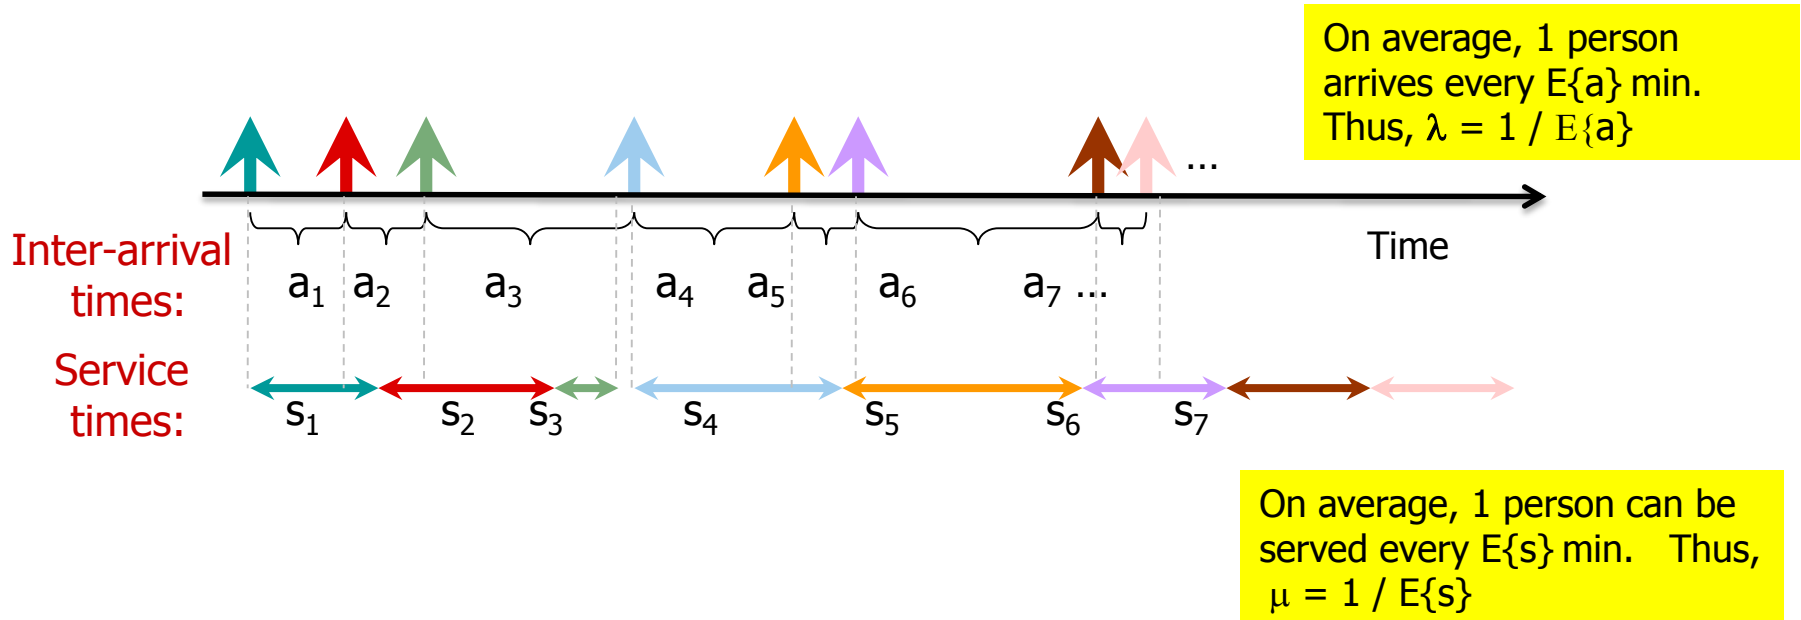 On average, 1 person
arrives every E{a} min.
Thus, λ = 1 / E{a}
...
Time
Inter-arrival
times:
a₁ a₂ a₃ a₄ a₅ a₆ a₇ ...
Service
times:
s₁ s₂ s₃ s₄ s₅ s₆ s₇
On average, 1 person can be
served every E{s} min. Thus,
μ = 1 / E{s}